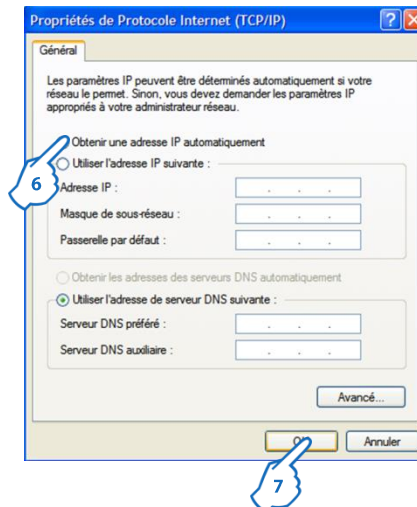 Propriétés de Protocole Internet (TCP/IP)
Général
Les paramètres IP peuvent être déterminés automatiquement si votre
réseau le permet. Sinon, vous devez demander les paramètres IP
appropriés à votre administrateur réseau.
Obtenir une adresse IP automatiquement
Utiliser l'adresse IP suivante :
6
Adresse IP :
Masque de sous-réseau :
Passerelle par défaut :
Obtenir les adresses des serveurs DNS automatiquement
Utiliser l'adresse de serveur DNS suivante :
Serveur DNS préféré :
Serveur DNS auxiliaire :
Avancé...
Annuler
7